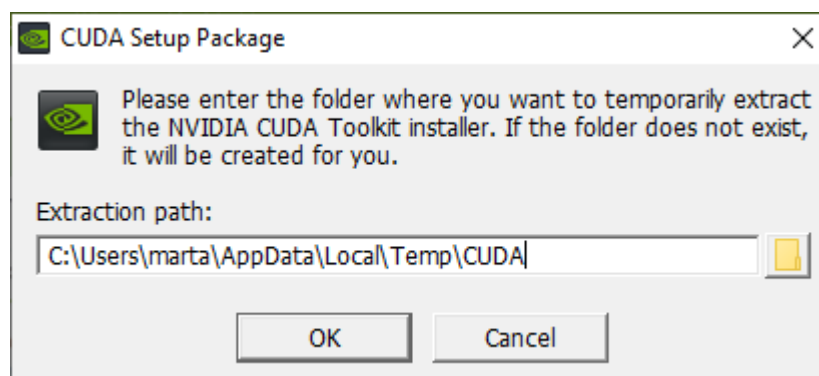 CUDA Setup Package
Please enter the folder where you want to temporarily extract
the NVIDIA CUDA Toolkit installer. If the folder does not exist,
it will be created for you.
Extraction path:
C:\Users\marta\AppData\Local\Temp\CUDA
OK Cancel